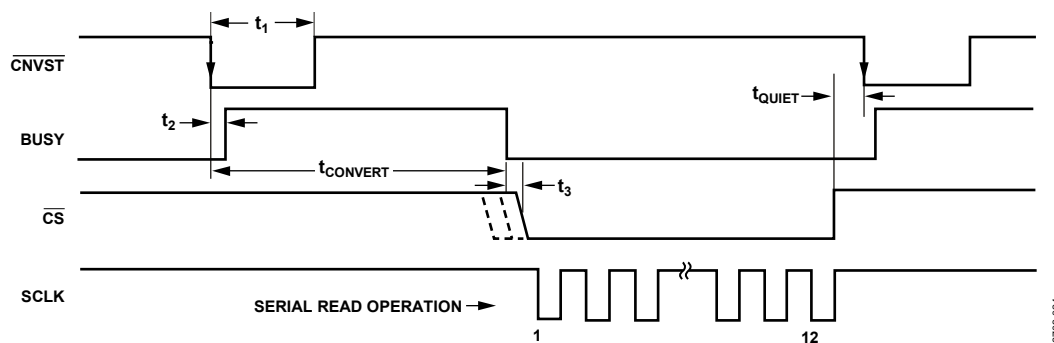 t1
CNVST
tQUIET
t2
BUSY
tCONVERT
t3
CS
SCLK
SERIAL READ OPERATION
1
12